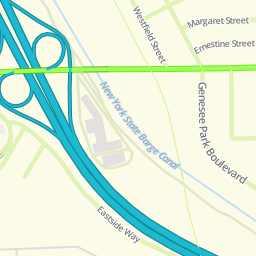 Margaret Street
Westfield Street
Ernestine Street
New York State Barge Canal
Genesee Park Boulevard
Eastside Way